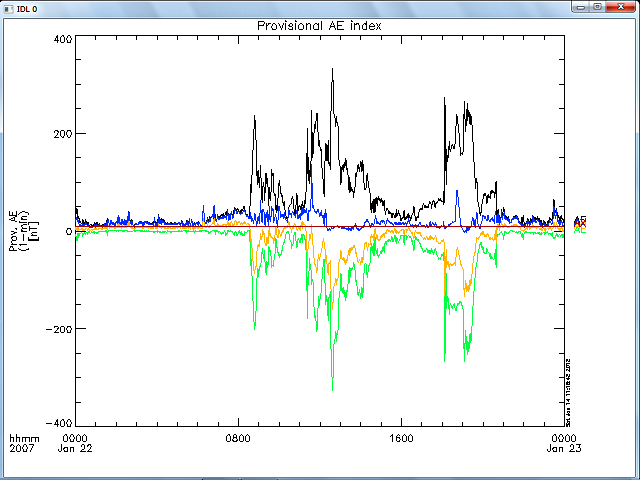 IDL 0
Provisional AE index
400
200
0
-200
-400
Prov. AE
(1-min)
[nT]
hhmm
2007
0000
Jan 22
0800
1600
0000
Jan 23